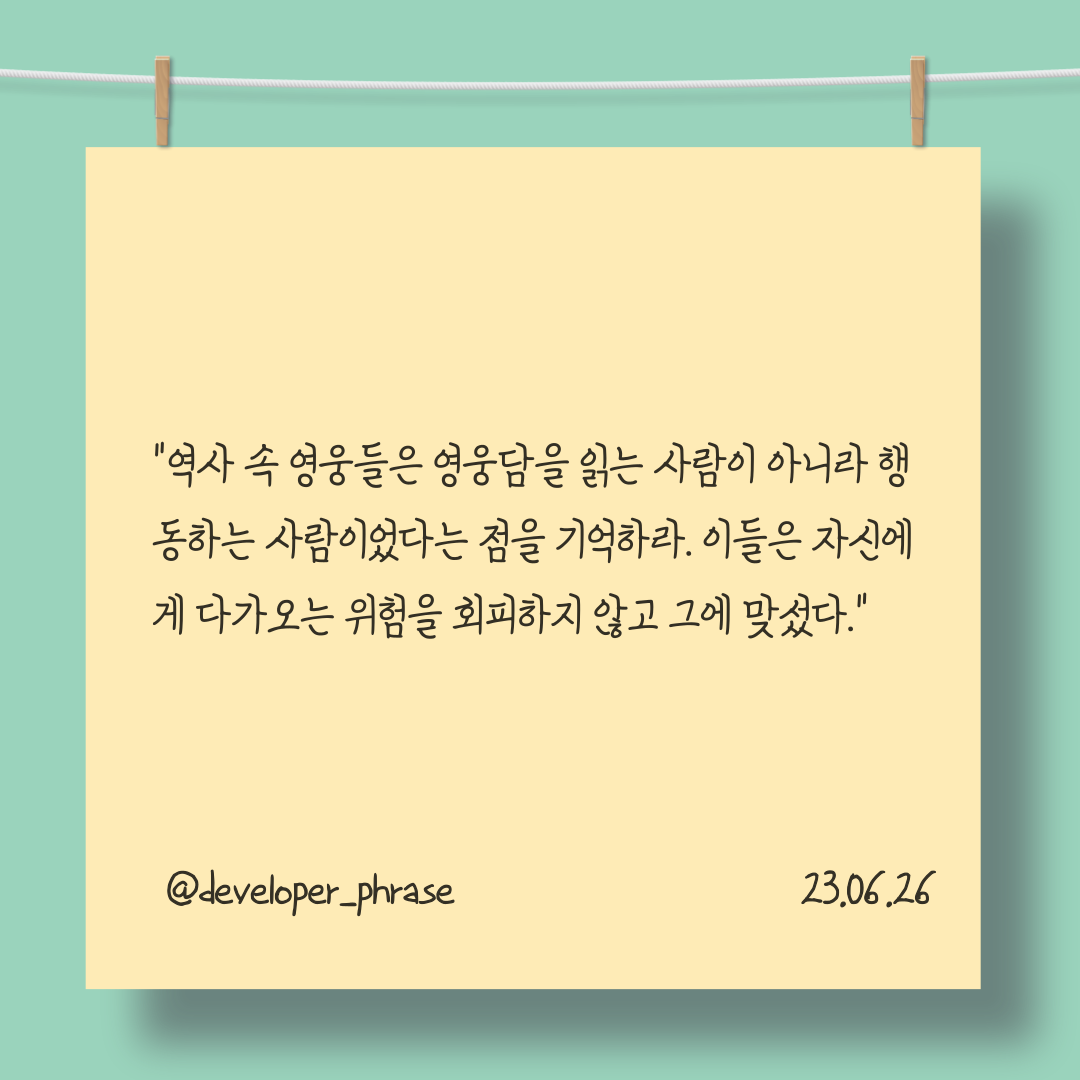 "역사 속 영웅들은 영웅담을 읽는 사람이 아니라 행
동하는 사람이었다는 점을 기억하라. 이들은 자신에
게 다가오는 위험을 회피하지 않고 그에 맞섰다."
@developer_phrase
23.06.26